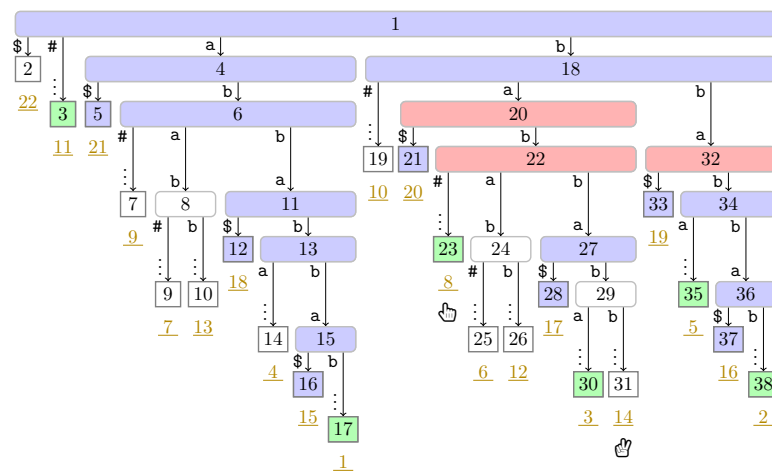 1
$ # a b
2 4 18
22 ⋮ $ b # a b
3 5 6 20
11 21 # a b ⋮ $ b a
19 21 22 32
⋮ b a 10 20 # a b $ b
7 8 11 ⋮ b a 33 34
9 # b $ b 19 a b
12 13 23 24 27
⋮ ⋮ 18 a b 8 # b $ b ⋮ a
9 10 ⋮ ⋮ ⋮ 28 29 35 36
7 13 a 17 a b 5 $ b
14 15 25 26 37
4 $ b 6 12 ⋮ ⋮ 16 ⋮
16 30 31 38
15 ⋮ 3 14 2
17
1